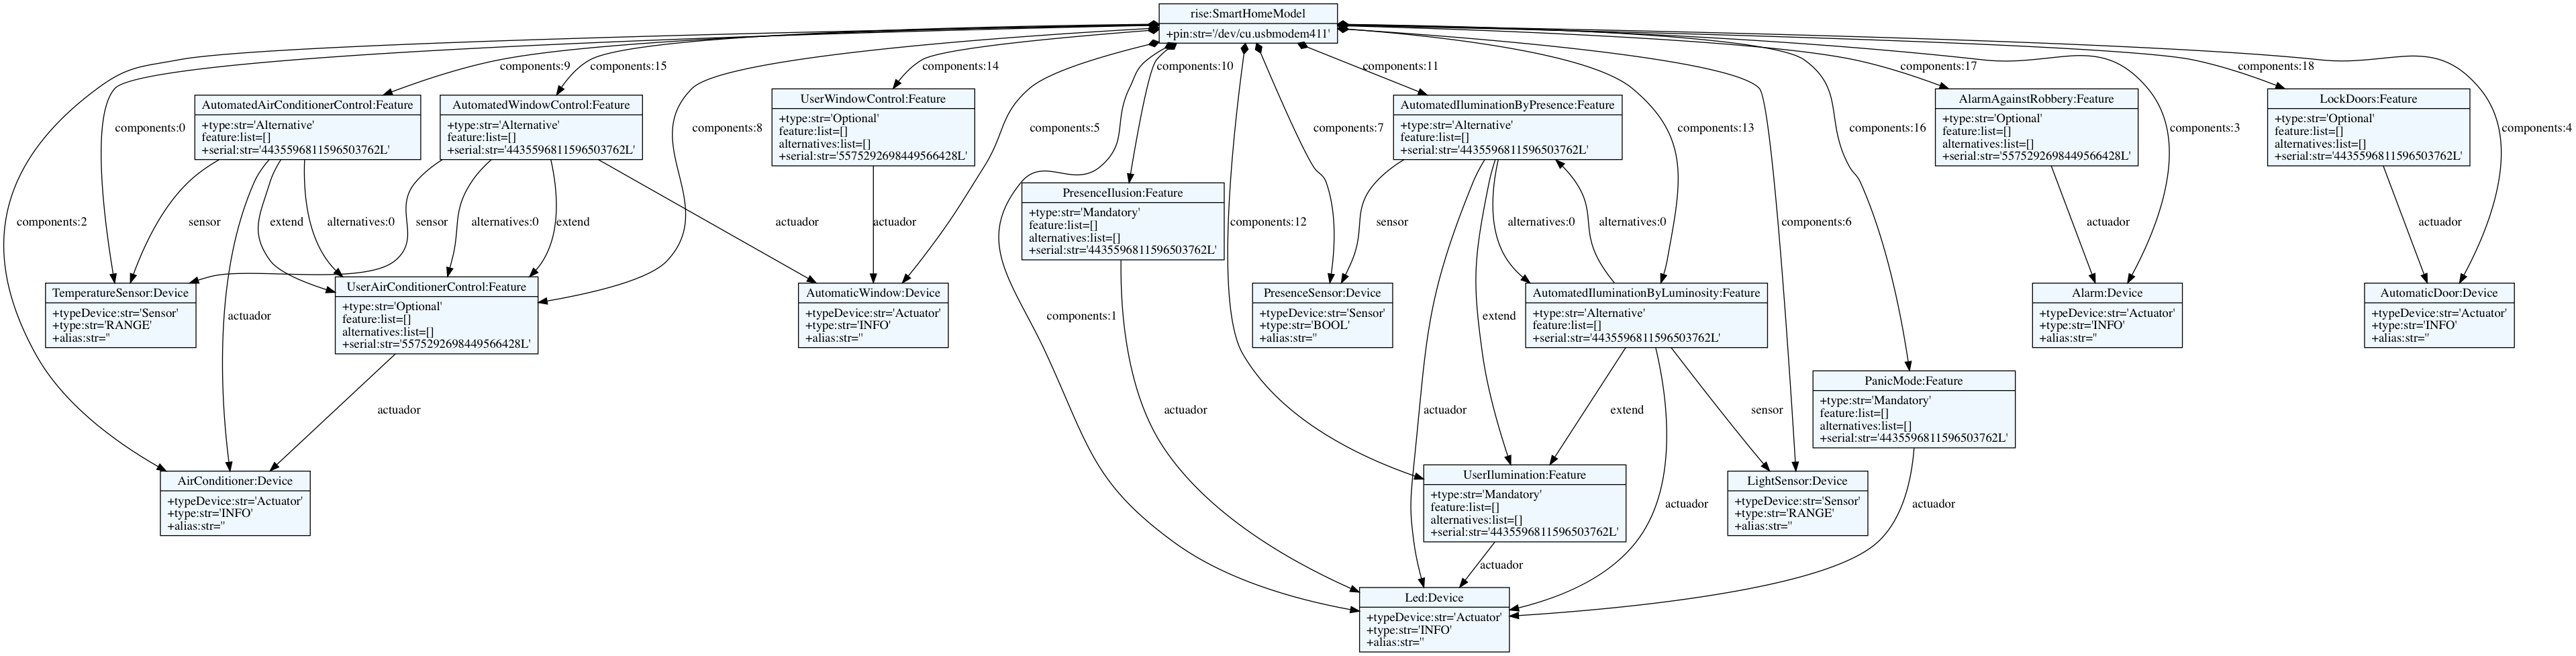 rise:SmartHomeModel
+pin:str='/dev/cu.usbmodem411'
components:9
components:15
components:14
components:10
components:11
components:17
components:18
AutomatedAirConditionerControl:Feature
+type:str='Alternative'
feature:list=[]
+serial:str='4435596811596503762L'
AutomatedWindowControl:Feature
+type:str='Alternative'
feature:list=[]
+serial:str='4435596811596503762L'
UserWindowControl:Feature
+type:str='Optional'
feature:list=[]
alternatives:list=[]
+serial:str='5575292698449566428L'
AutomatedIluminationByPresence:Feature
+type:str='Alternative'
feature:list=[]
+serial:str='4435596811596503762L'
AlarmAgainstRobbery:Feature
+type:str='Optional'
feature:list=[]
alternatives:list=[]
+serial:str='5575292698449566428L'
LockDoors:Feature
+type:str='Optional'
feature:list=[]
alternatives:list=[]
+serial:str='4435596811596503762L'
components:0
components:8
components:5
components:7
components:13
components:16
components:3
components:4
PresenceIlusion:Feature
+type:str='Mandatory'
feature:list=[]
alternatives:list=[]
+serial:str='4435596811596503762L'
components:2
sensor
extend
alternatives:0
sensor
alternatives:0
extend
actuador
actuador
components:12
sensor
alternatives:0
alternatives:0
components:6
actuador
actuador
TemperatureSensor:Device
+typeDevice:str='Sensor'
+type:str='RANGE'
+alias:str=''
UserAirConditionerControl:Feature
+type:str='Optional'
feature:list=[]
alternatives:list=[]
+serial:str='5575292698449566428L'
AutomaticWindow:Device
+typeDevice:str='Actuator'
+type:str='INFO'
+alias:str=''
PresenceSensor:Device
+typeDevice:str='Sensor'
+type:str='BOOL'
+alias:str=''
AutomatedIluminationByLuminosity:Feature
+type:str='Alternative'
feature:list=[]
+serial:str='4435596811596503762L'
Alarm:Device
+typeDevice:str='Actuator'
+type:str='INFO'
+alias:str=''
AutomaticDoor:Device
+typeDevice:str='Actuator'
+type:str='INFO'
+alias:str=''
actuador
components:1
extend
PanicMode:Feature
+type:str='Mandatory'
feature:list=[]
alternatives:list=[]
+serial:str='4435596811596503762L'
actuador
actuador
actuador
extend
sensor
AirConditioner:Device
+typeDevice:str='Actuator'
+type:str='INFO'
+alias:str=''
UserIlumination:Feature
+type:str='Mandatory'
feature:list=[]
alternatives:list=[]
+serial:str='4435596811596503762L'
LightSensor:Device
+typeDevice:str='Sensor'
+type:str='RANGE'
+alias:str=''
actuador
actuador
actuador
Led:Device
+typeDevice:str='Actuator'
+type:str='INFO'
+alias:str=''